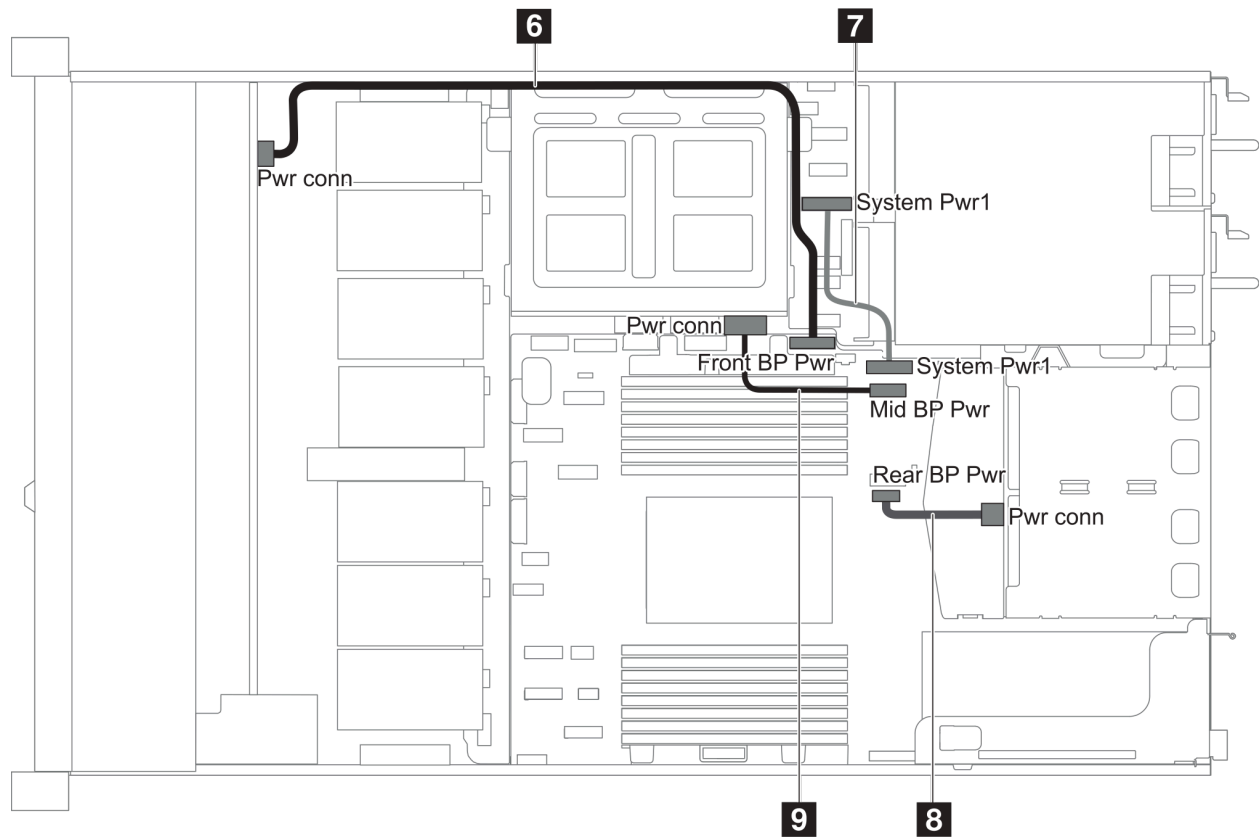 6
7
Pwr conn
System Pwr1
Pwr conn
Front BP Pwr
System Pwr1
Mid BP Pwr
Rear BP Pwr
Pwr conn
9
8